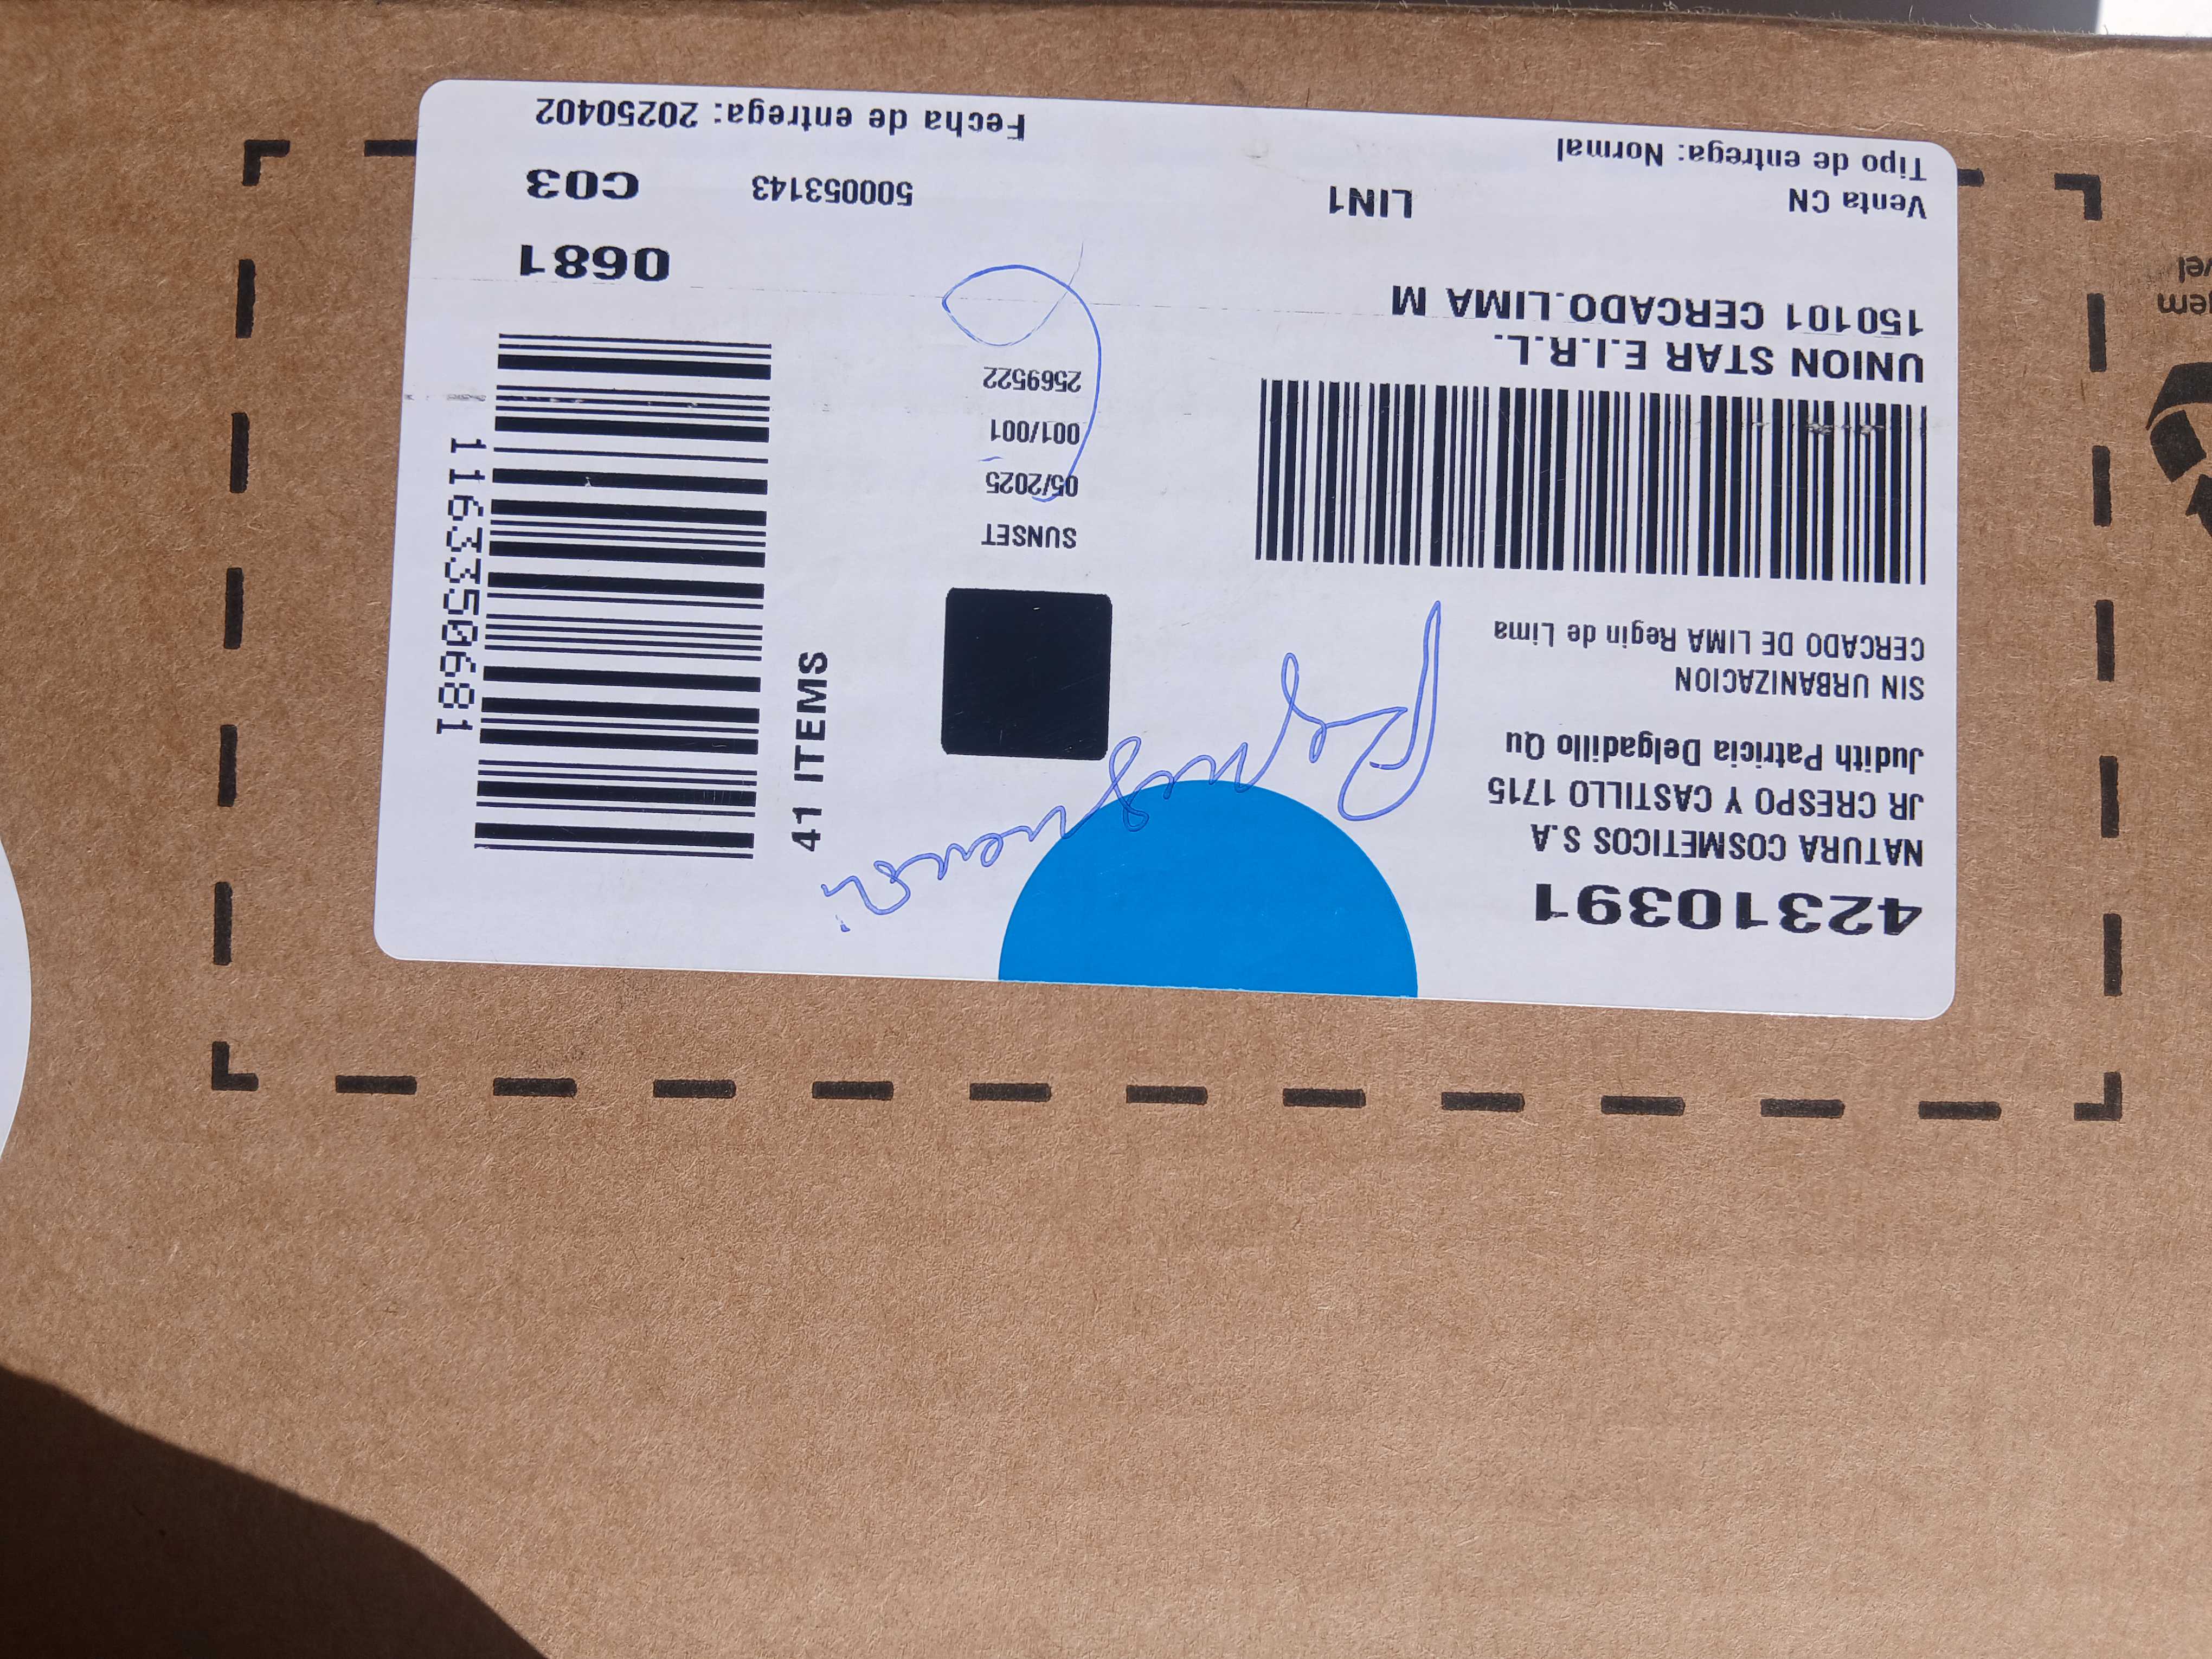 42310391
NATURA COSMETICOS S.A
JR CRESPO Y CASTILLO 1715
Judith Patricia Delgadillo Qu
SIN URBANIZACION
CERCADO DE LIMA Regin de Lima
UNION STAR E.I.R.L.
150101 CERCADO.LIMA M
Venta CN
LIN1
Tipo de entrega: Normal
SUNSET
05/2025
001/001
2569522
41 ITEMS
1163350681
0681
500053143
C03
Fecha de entrega: 20250402